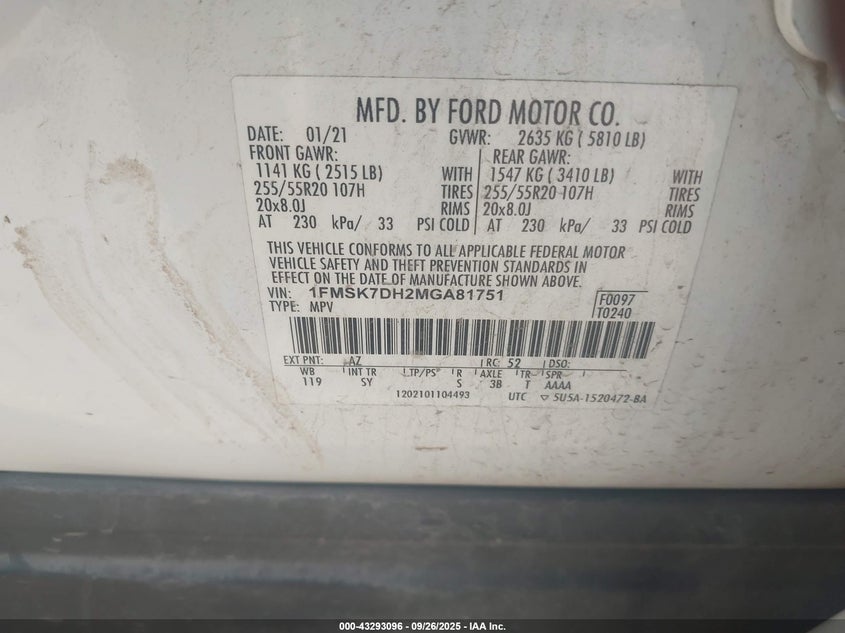 MFD. BY FORD MOTOR CO.
DATE: 01/21 GVWR: 2635 KG ( 5810 LB)
FRONT GAWR: REAR GAWR:
1141 KG ( 2515 LB) WITH 1547 KG ( 3410 LB) WITH
255/55R20 107H TIRES 255/55R20 107H TIRES
20x8.0J RIMS 20x8.0J RIMS
AT 230 kPa/ 33 PSI COLD AT 230 kPa/ 33 PSI COLD
THIS VEHICLE CONFORMS TO ALL APPLICABLE FEDERAL MOTOR
VEHICLE SAFETY AND THEFT PREVENTION STANDARDS IN
EFFECT ON THE DATE OF MANUFACTURE SHOWN ABOVE.
VIN: 1FMSK7DH2MGA81751 F0097
TYPE: MPV T0240
EXT PNT: AZ RC: 52 DSO:
WB INT TR TP/PS R AXLE TR SPR
119 SY S 3B T AAAA
1202101104493 UTC ▽ 5U5A-1520472-BA
000-43293096 - 09/26/2025 - IAA Inc.